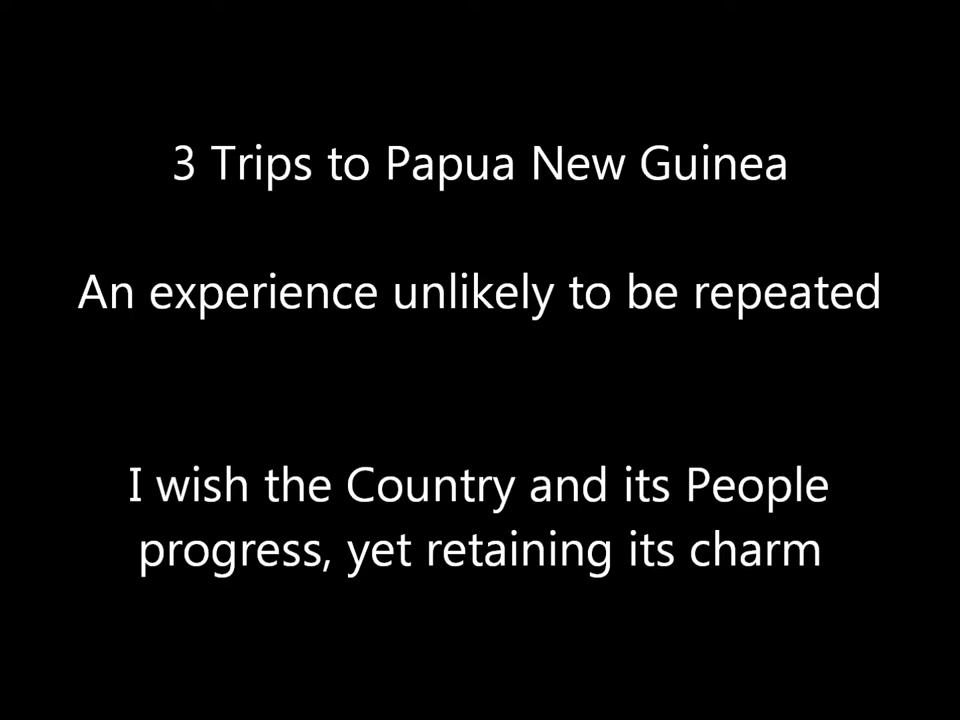 3 Trips to Papua New Guinea
An experience unlikely to be repeated
I wish the Country and its People
progress, yet retaining its charm